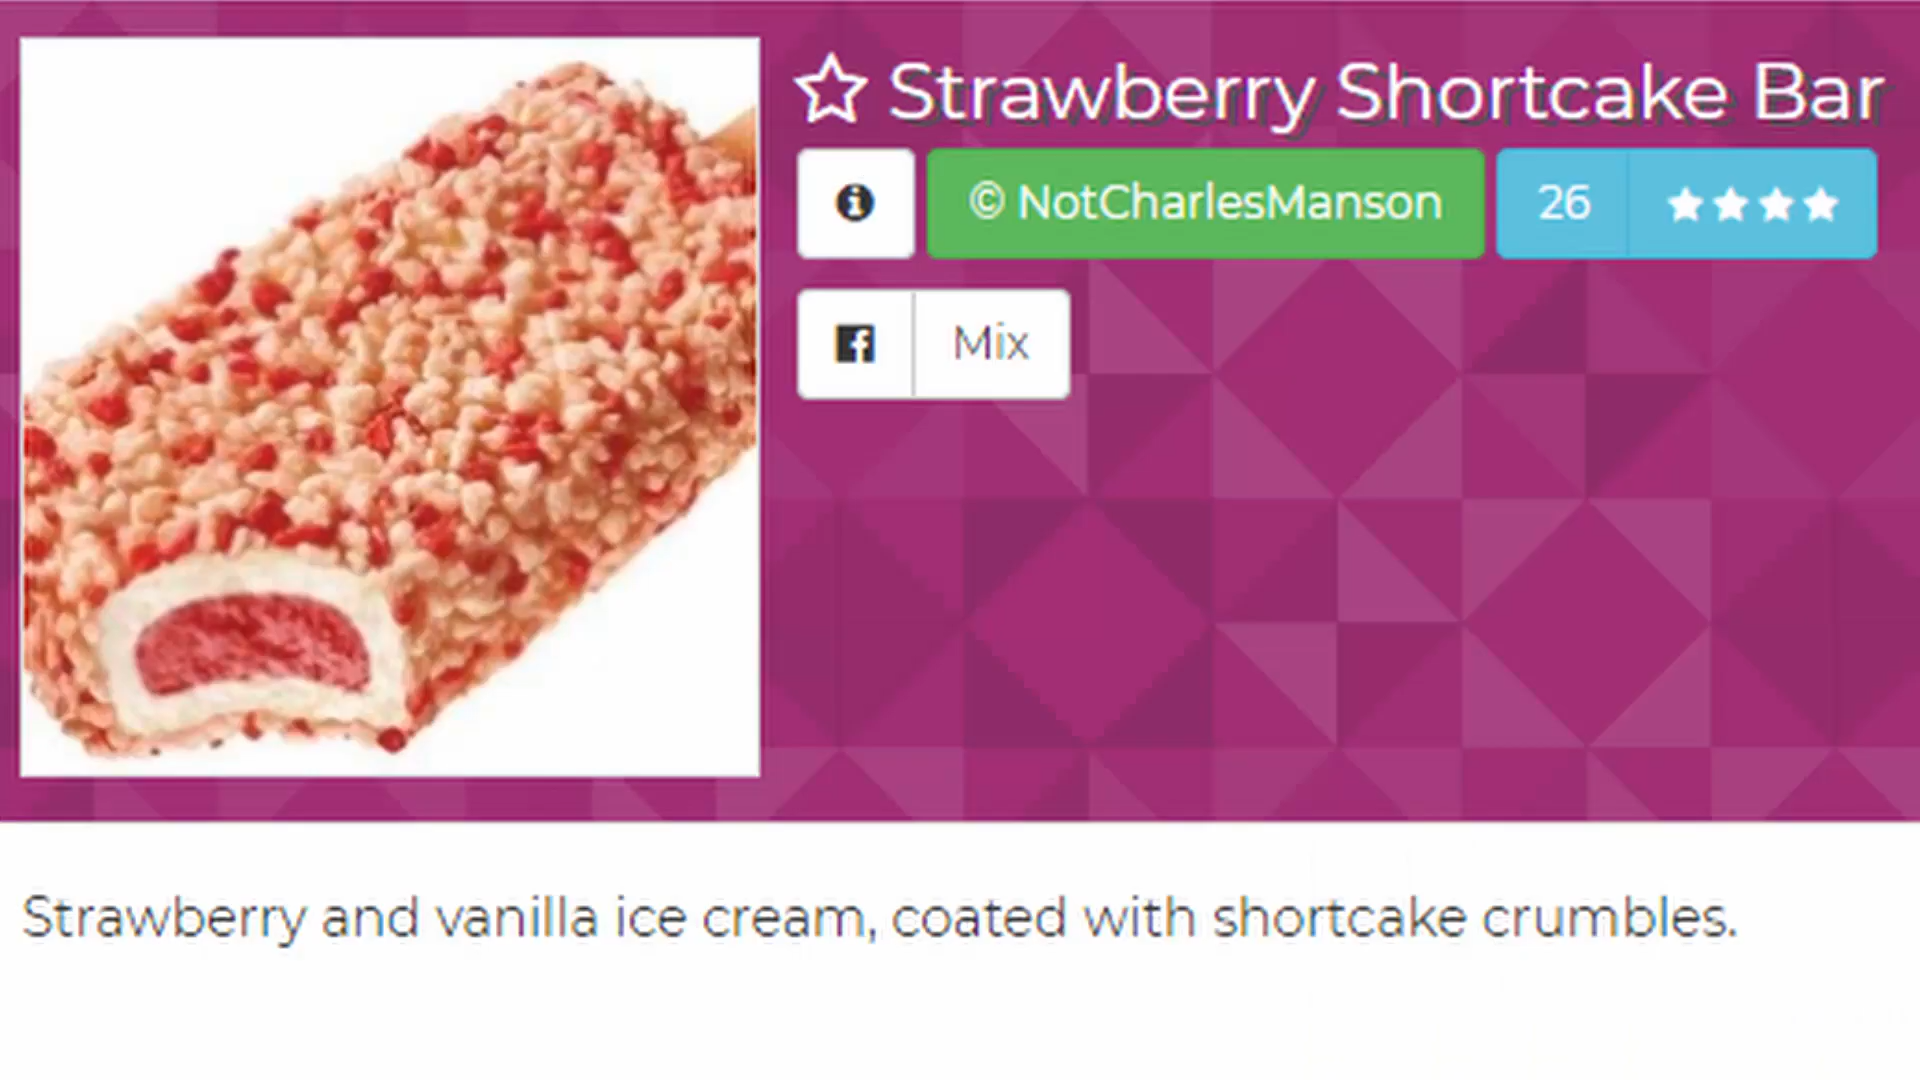 Strawberry Shortcake Bar
© NotCharlesManson 26
Mix
Strawberry and vanilla ice cream, coated with shortcake crumbles.